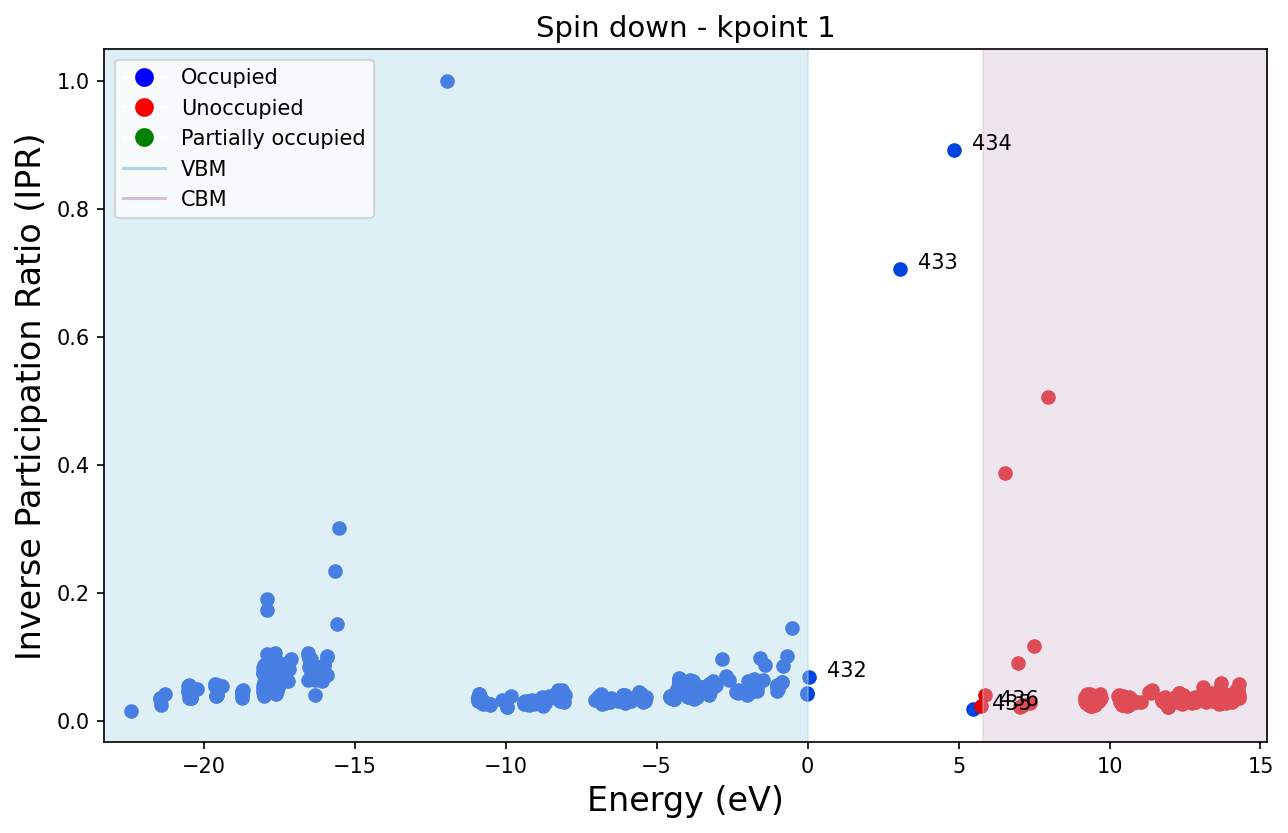 Spin down - kpoint 1
Occupied
Unoccupied
Partially occupied
VBM
CBM
434
433
432
436
435
1.0
0.8
0.6
0.4
0.2
0.0
Inverse Participation Ratio (IPR)
−20
−15
−10
−5
0
5
10
15
Energy (eV)